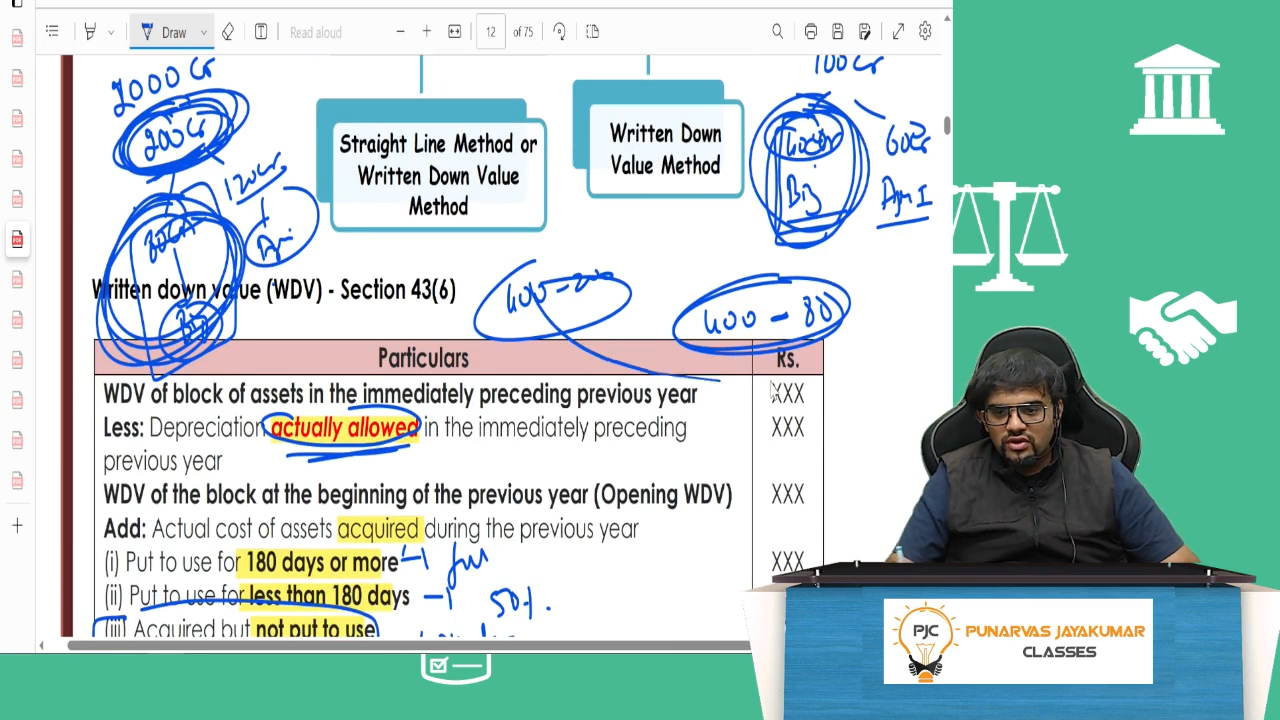 Draw
Read aloud
12
of 75
2000 Cr
200 Cr
120 Cr
Straight Line Method or
Written Down Value
Method
Written Down
Value Method
100 Cr
60Cr
Written down value (WDV) - Section 43(6)
400 - 80
Particulars
Rs.
WDV of block of assets in the immediately preceding previous year
XXX
Less: Depreciation actually allowed in the immediately preceding
XXX
previous year
WDV of the block at the beginning of the previous year (Opening WDV)
XXX
Add: Actual cost of assets acquired during the previous year
(i) Put to use for 180 days or more
XXX
(ii) Put to use for less than 180 days
50%.
(iii) Acquired but not put to use
PJC
PUNARVAS JAYAKUMAR
CLASSES